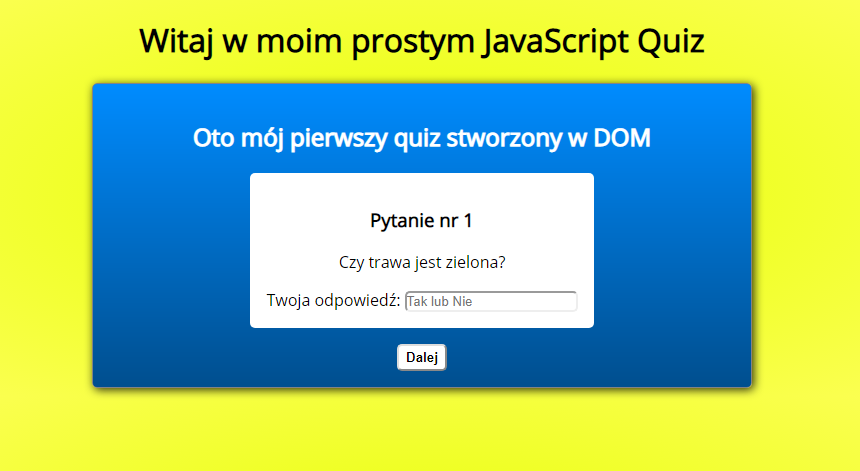 Witaj w moim prostym JavaScript Quiz
Oto mój pierwszy quiz stworzony w DOM
Pytanie nr 1
Czy trawa jest zielona?
Twoja odpowiedź: Tak lub Nie
Dalej